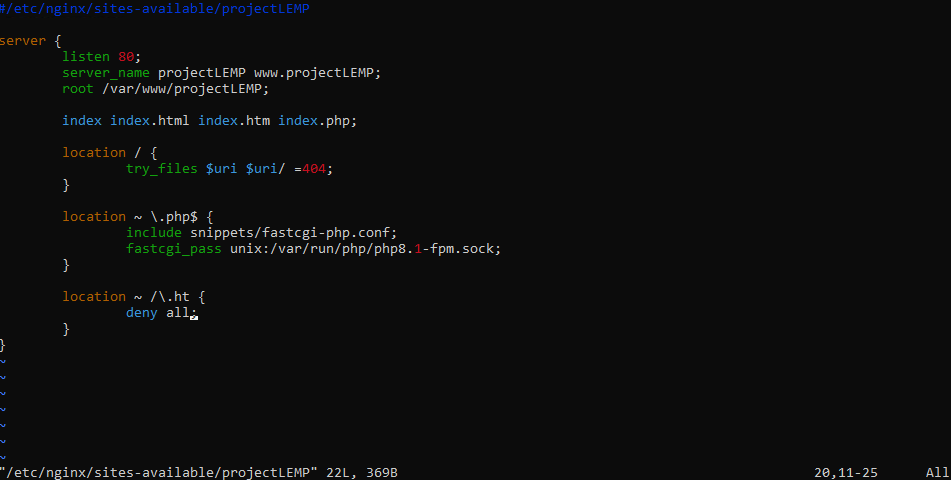 #/etc/nginx/sites-available/projectLEMP
server {
listen 80;
server_name projectLEMP www.projectLEMP;
root /var/www/projectLEMP;
index index.html index.htm index.php;
location / {
try_files $uri $uri/ =404;
}
location ~ \.php$ {
include snippets/fastcgi-php.conf;
fastcgi_pass unix:/var/run/php/php8.1-fpm.sock;
}
location ~ /\.ht {
deny all;
}
}
~
~
~
~
~
~
~
"/etc/nginx/sites-available/projectLEMP" 22L, 369B 20,11-25 All